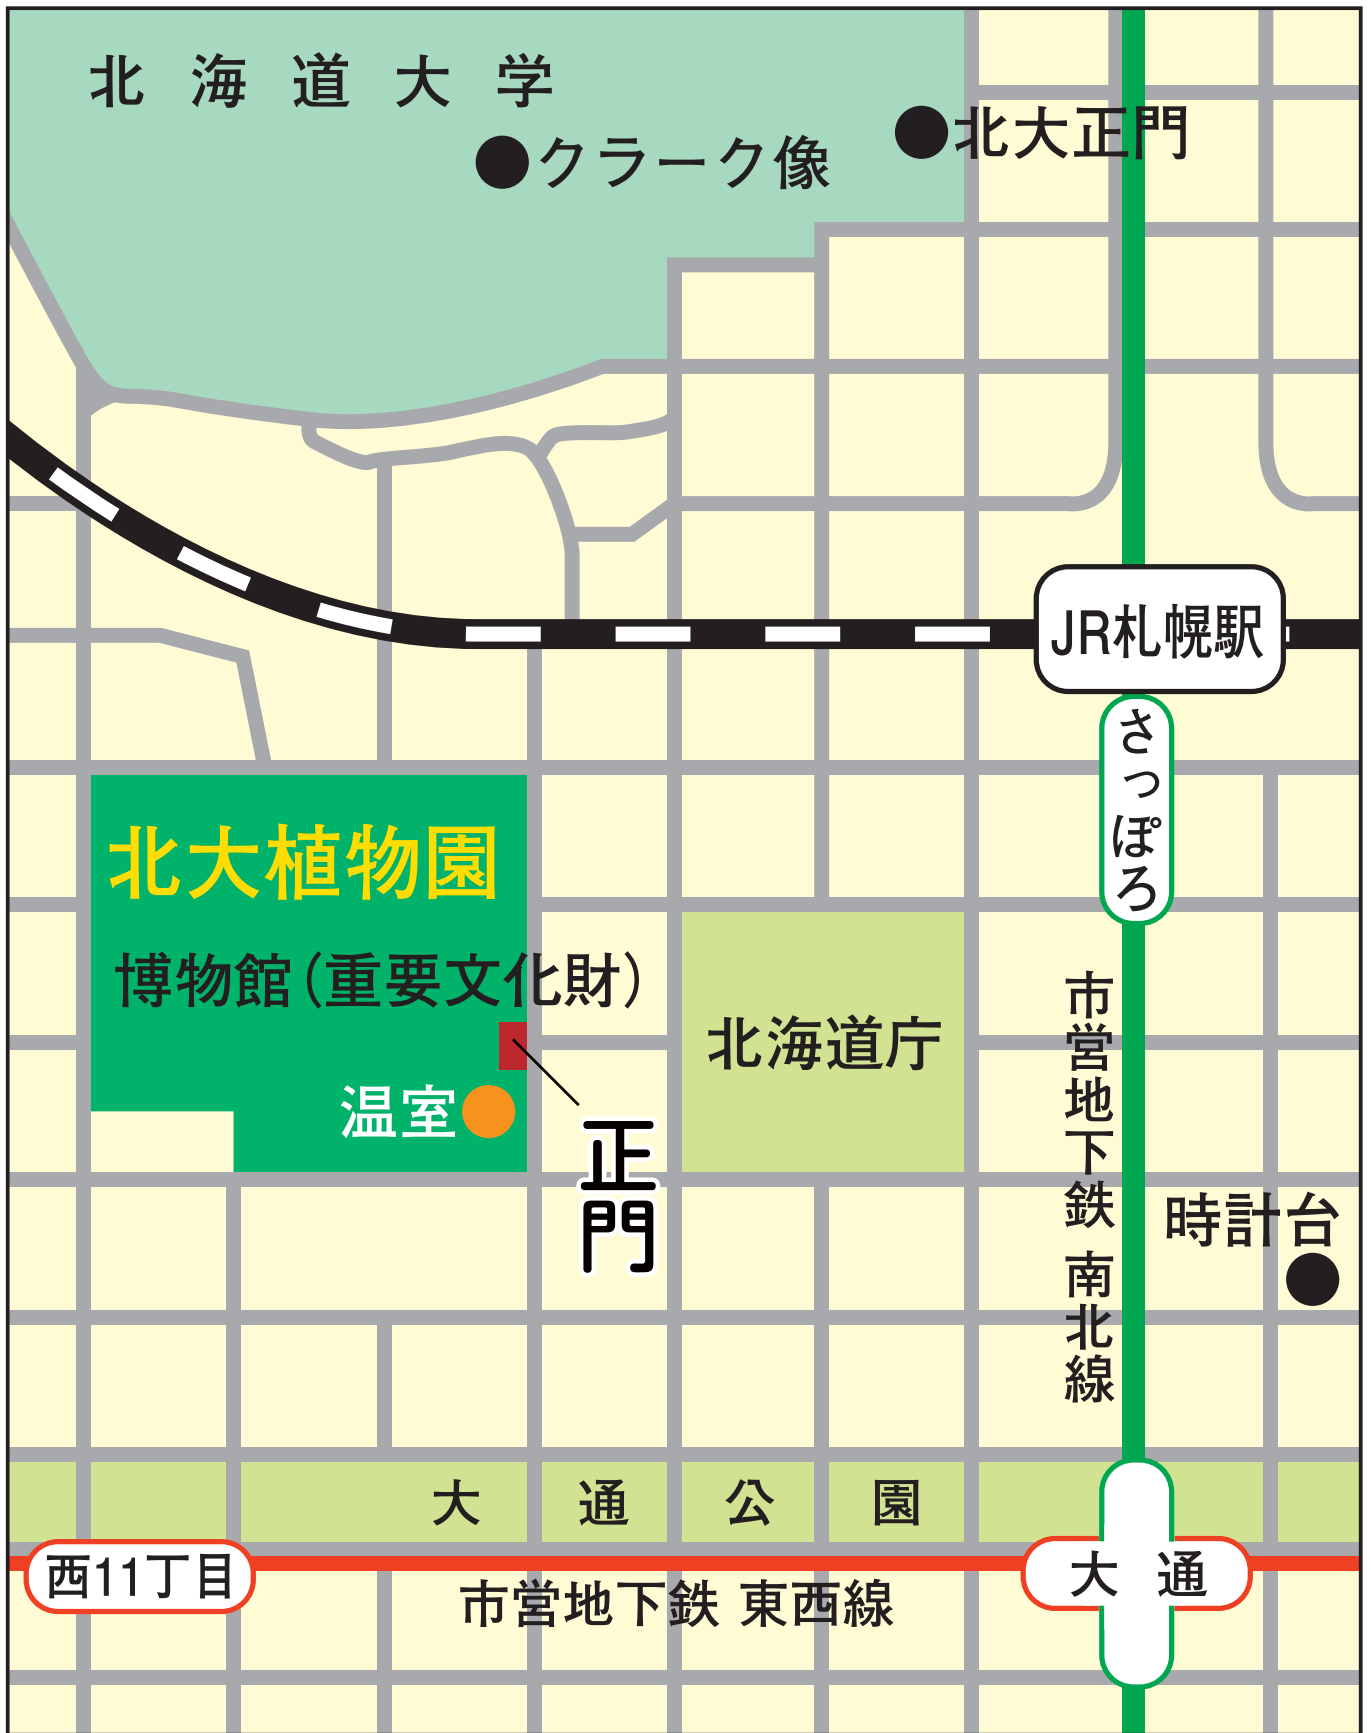 北海道大学
クラーク像
北大正門
JR札幌駅
さっぽろ
北大植物園
博物館(重要文化財)
北海道庁
温室
正門
市営地下鉄 南北線
時計台
大通公園
西11丁目
大通
市営地下鉄 東西線